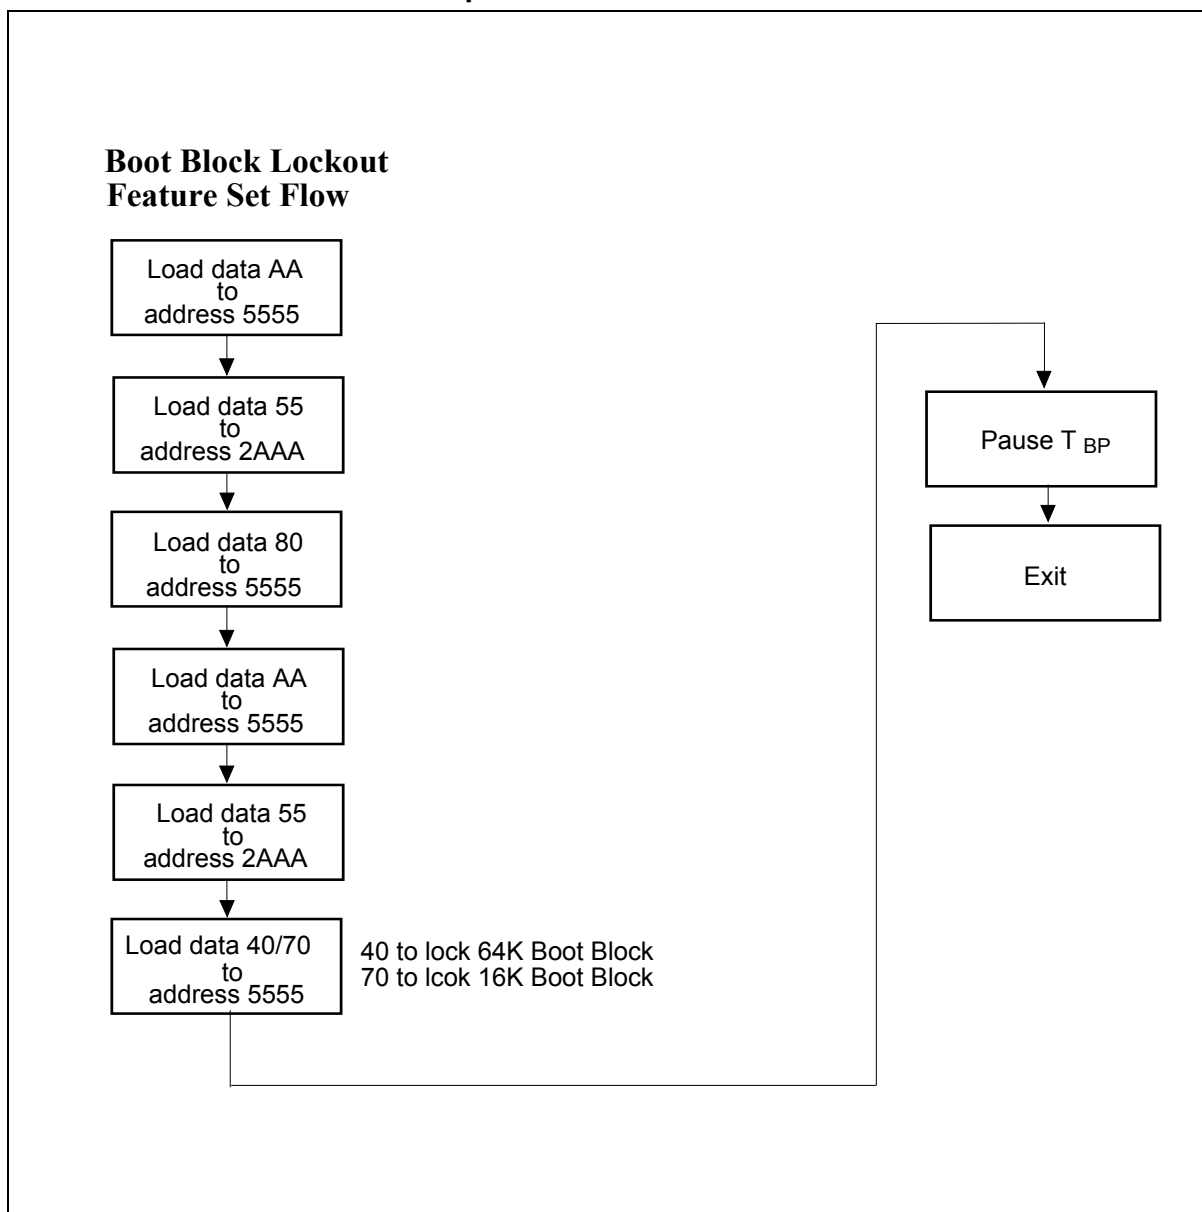 Boot Block Lockout
Feature Set Flow
Load data AA
to
address 5555
Load data 55
to
address 2AAA
Load data 80
to
address 5555
Load data AA
to
address 5555
Load data 55
to
address 2AAA
Load data 40/70
to
address 5555
40 to lock 64K Boot Block
70 to lcok 16K Boot Block
Pause T BP
Exit